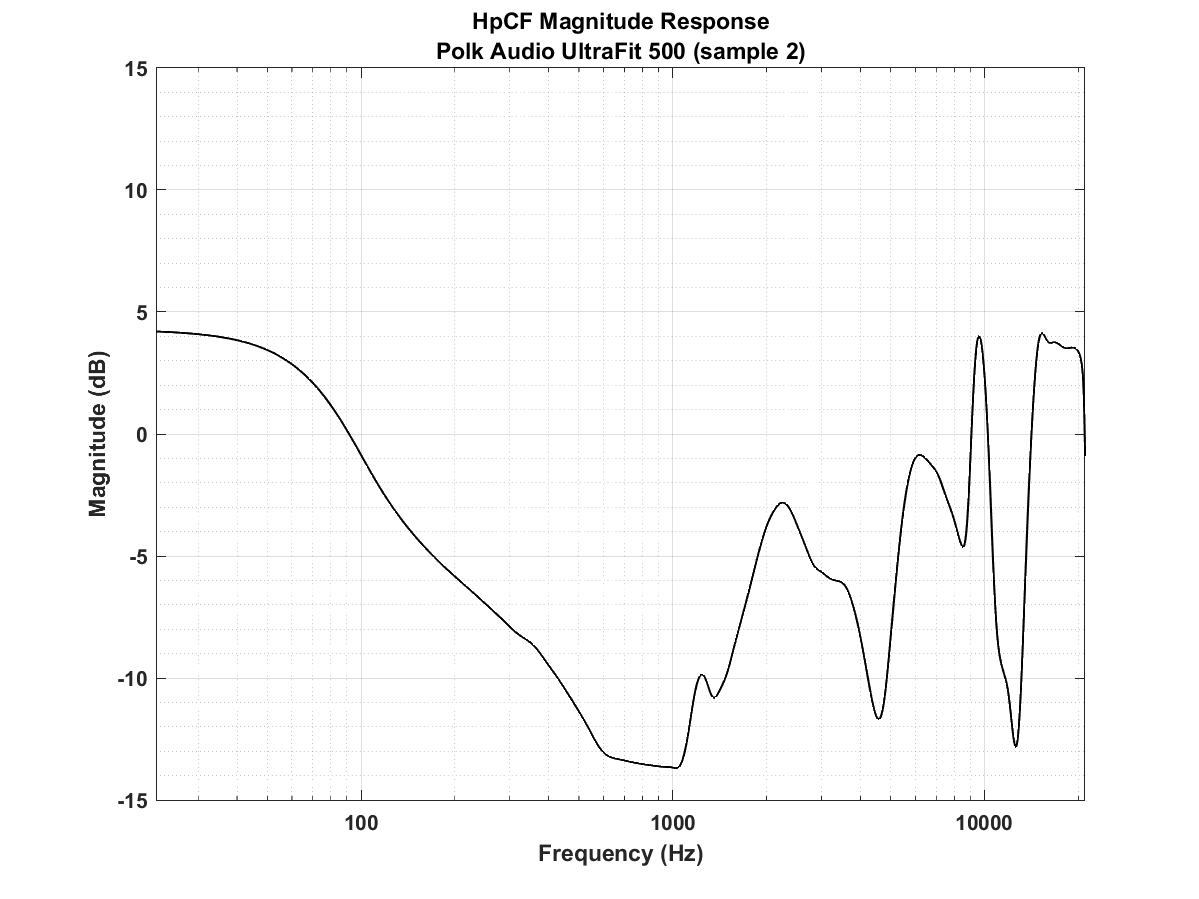 HpCF Magnitude Response
Polk Audio UltraFit 500 (sample 2)
15
10
5
0
-5
-10
-15
Magnitude (dB)
100 1000 10000
Frequency (Hz)